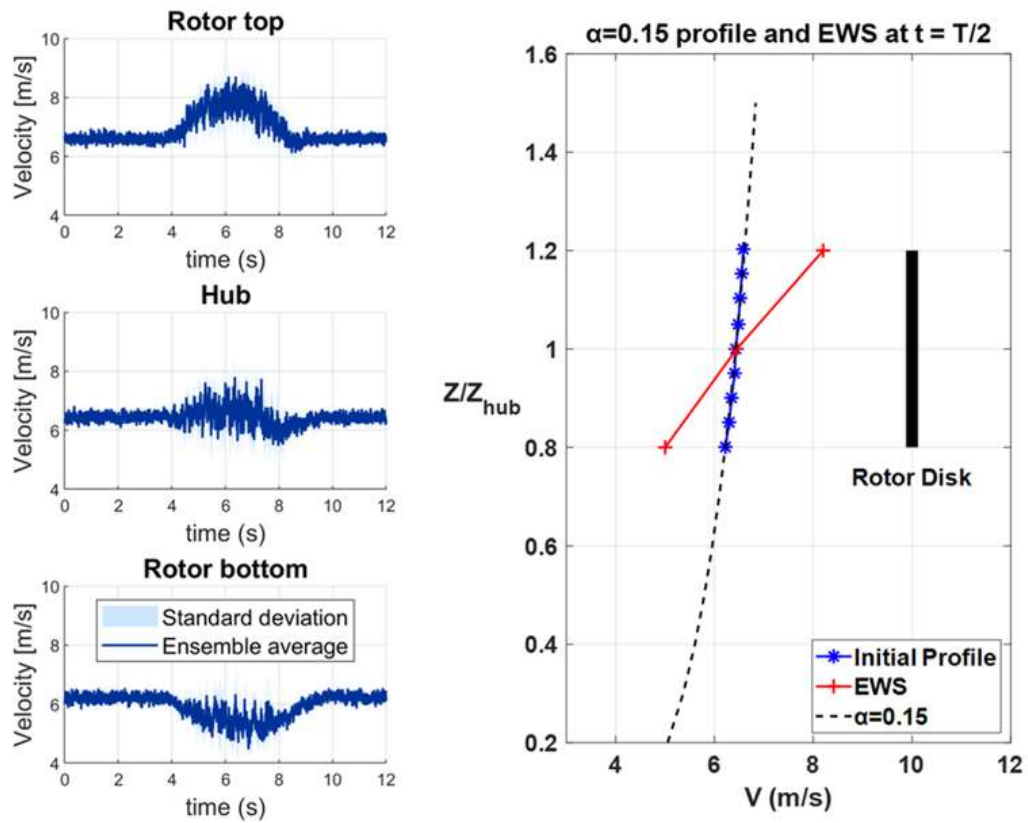 Rotor top
Velocity [m/s]
10
8
6
4
0 2 4 6 8 10 12
time (s)
Hub
Velocity [m/s]
10
8
6
4
0 2 4 6 8 10 12
time (s)
Rotor bottom
Velocity [m/s]
10
8
6
4
Standard deviation
Ensemble average
0 2 4 6 8 10 12
time (s)
α=0.15 profile and EWS at t = T/2
Z/Zhub
1.6
1.4
1.2
1
0.8
0.6
0.4
0.2
Rotor Disk
Initial Profile
EWS
α=0.15
4 6 8 10 12
V (m/s)